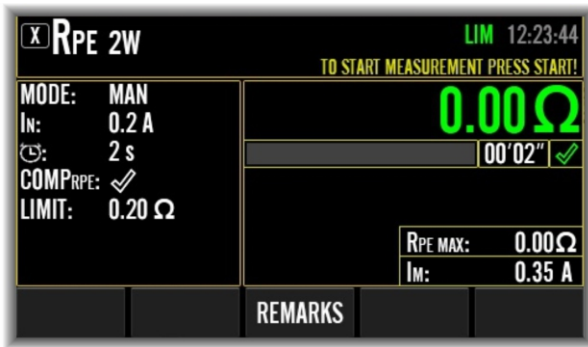 X RPE 2W
LIM 12:23:44
TO START MEASUREMENT PRESS START!
MODE: MAN
IN: 0.2 A
2 s
COMPRPE: ✓
LIMIT: 0.20 Ω
0.00 Ω
00'02" ✓
RPE MAX: 0.00Ω
IM: 0.35 A
REMARKS